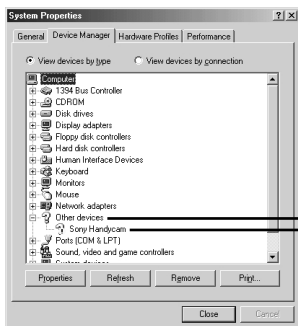 System Properties
General Device Manager Hardware Profiles Performance
View devices by type View devices by connection
Computer
1394 Bus Controller
CDROM
Disk drives
Display adapters
Floppy disk controllers
Hard disk controllers
Human Interface Devices
Keyboard
Monitors
Mouse
Network adapters
Other devices
Sony Handycam
Ports (COM & LPT)
Sound, video and game controllers
System devices
Properties Refresh Remove Print...
Close Cancel